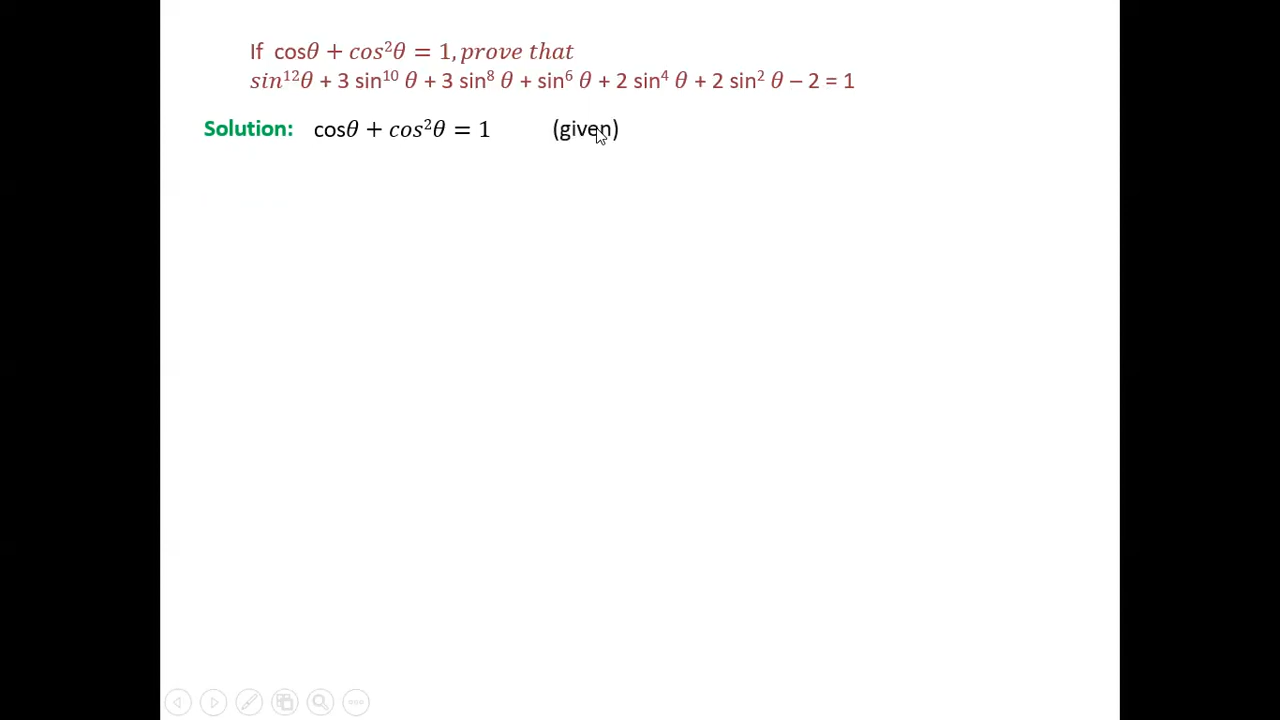 If cosθ + cos²θ = 1, prove that
sin¹²θ + 3 sin¹⁰ θ + 3 sin⁸ θ + sin⁶ θ + 2 sin⁴ θ + 2 sin² θ − 2 = 1
Solution: cosθ + cos²θ = 1 (given)